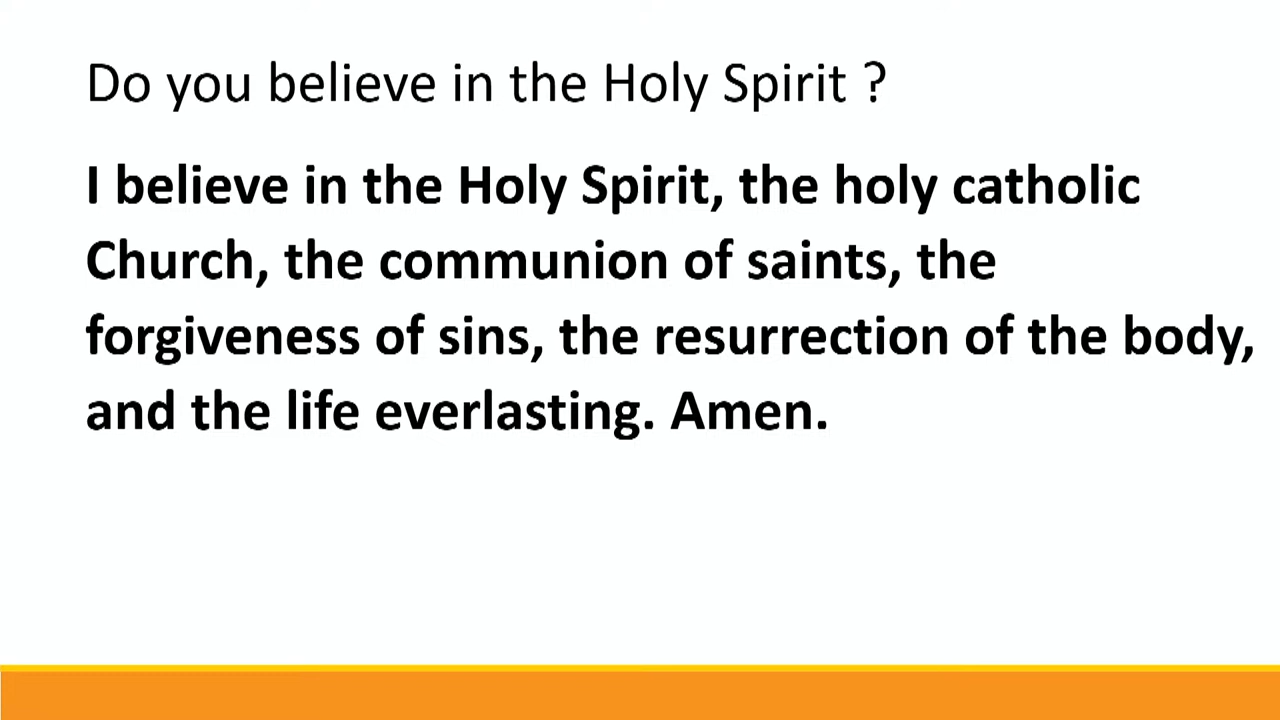 Do you believe in the Holy Spirit ?
I believe in the Holy Spirit, the holy catholic
Church, the communion of saints, the
forgiveness of sins, the resurrection of the body,
and the life everlasting. Amen.